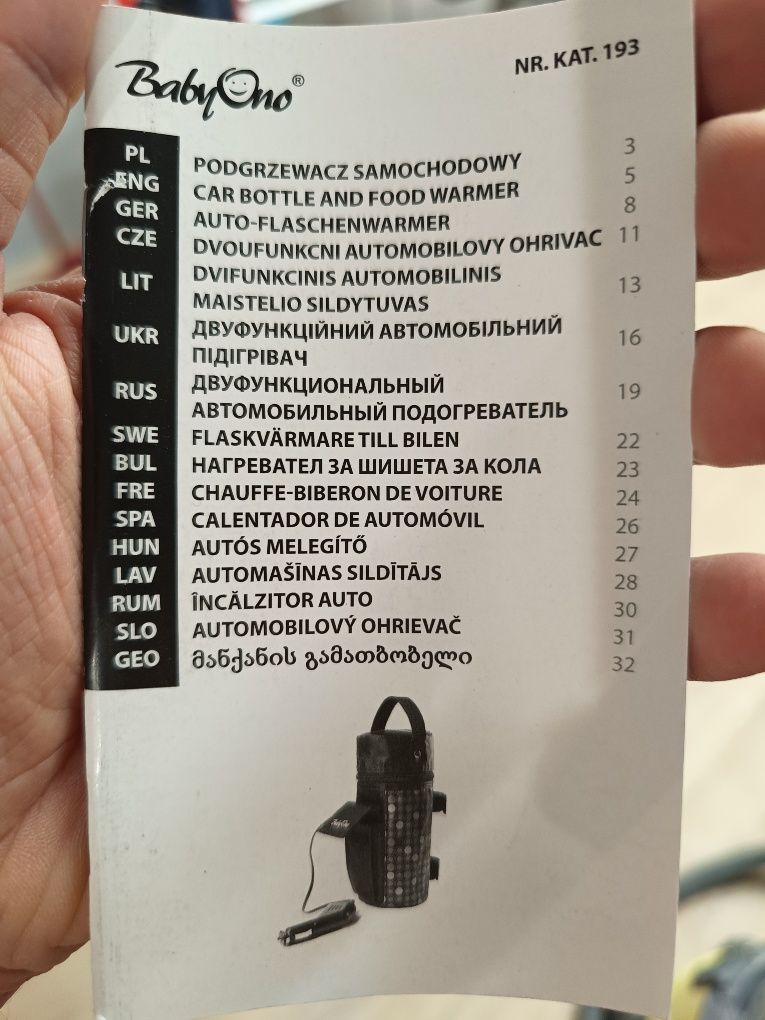 BabyOno®
NR. KAT. 193
PL PODGRZEWACZ SAMOCHODOWY 3
ENG CAR BOTTLE AND FOOD WARMER 5
GER AUTO-FLASCHENWARMER 8
CZE DVOUFUNKCNI AUTOMOBILOVY OHRIVAC 11
LIT DVIFUNKCINIS AUTOMOBILINIS 13
MAISTELIO SILDYTUVAS
UKR ДВУФУНКЦІЙНИЙ АВТОМОБІЛЬНИЙ 16
ПІДІГРІВАЧ
RUS ДВУФУНКЦИОНАЛЬНЫЙ 19
АВТОМОБИЛЬНЫЙ ПОДОГРЕВАТЕЛЬ
SWE FLASKVÄRMARE TILL BILEN 22
BUL НАГРЕВАТЕЛ ЗА ШИШЕТА ЗА КОЛА 23
FRE CHAUFFE-BIBERON DE VOITURE 24
SPA CALENTADOR DE AUTOMÓVIL 26
HUN AUTÓS MELEGÍTŐ 27
LAV AUTOMAŠĪNAS SILDĪTĀJS 28
RUM ÎNCĂLZITOR AUTO 30
SLO AUTOMOBILOVÝ OHRIEVAČ 31
GEO მანქანის გამათბობელი 32
BabyOno